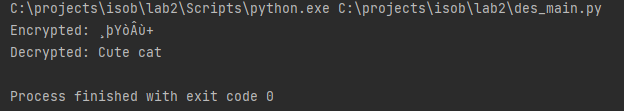 C:\projects\isob\lab2\Scripts\python.exe C:\projects\isob\lab2\des_main.py
Encrypted: ¸þYòÂù+
Decrypted: Cute cat
Process finished with exit code 0